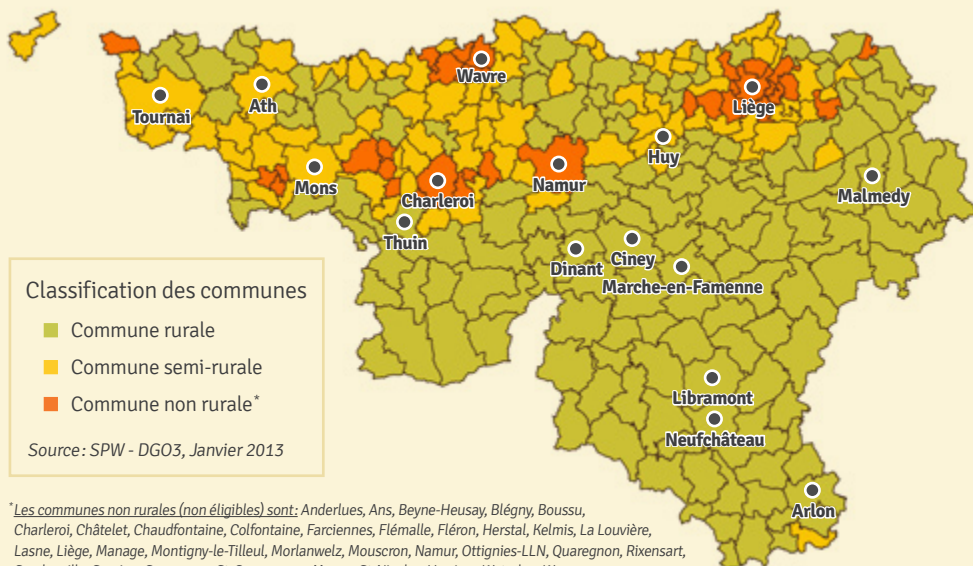 Wavre
Liège
Tournai
Ath
Huy
Mons
Namur
Charleroi
Malmedy
Thuin
Dinant
Ciney
Marche-en-Famenne
Libramont
Neufchâteau
Arlon
Classification des communes
Commune rurale
Commune semi-rurale
Commune non rurale*
Source: SPW - DGO3, Janvier 2013
*Les communes non rurales (non éligibles) sont: Anderlues, Ans, Beyne-Heusay, Blégny, Boussu,
Charleroi, Châtelet, Chaudfontaine, Colfontaine, Farciennes, Flémalle, Fléron, Herstal, Kelmis, La Louvière,
Lasne, Liège, Manage, Montigny-le-Tilleul, Morlanwelz, Mouscron, Namur, Ottignies-LLN, Quaregnon, Rixensart,